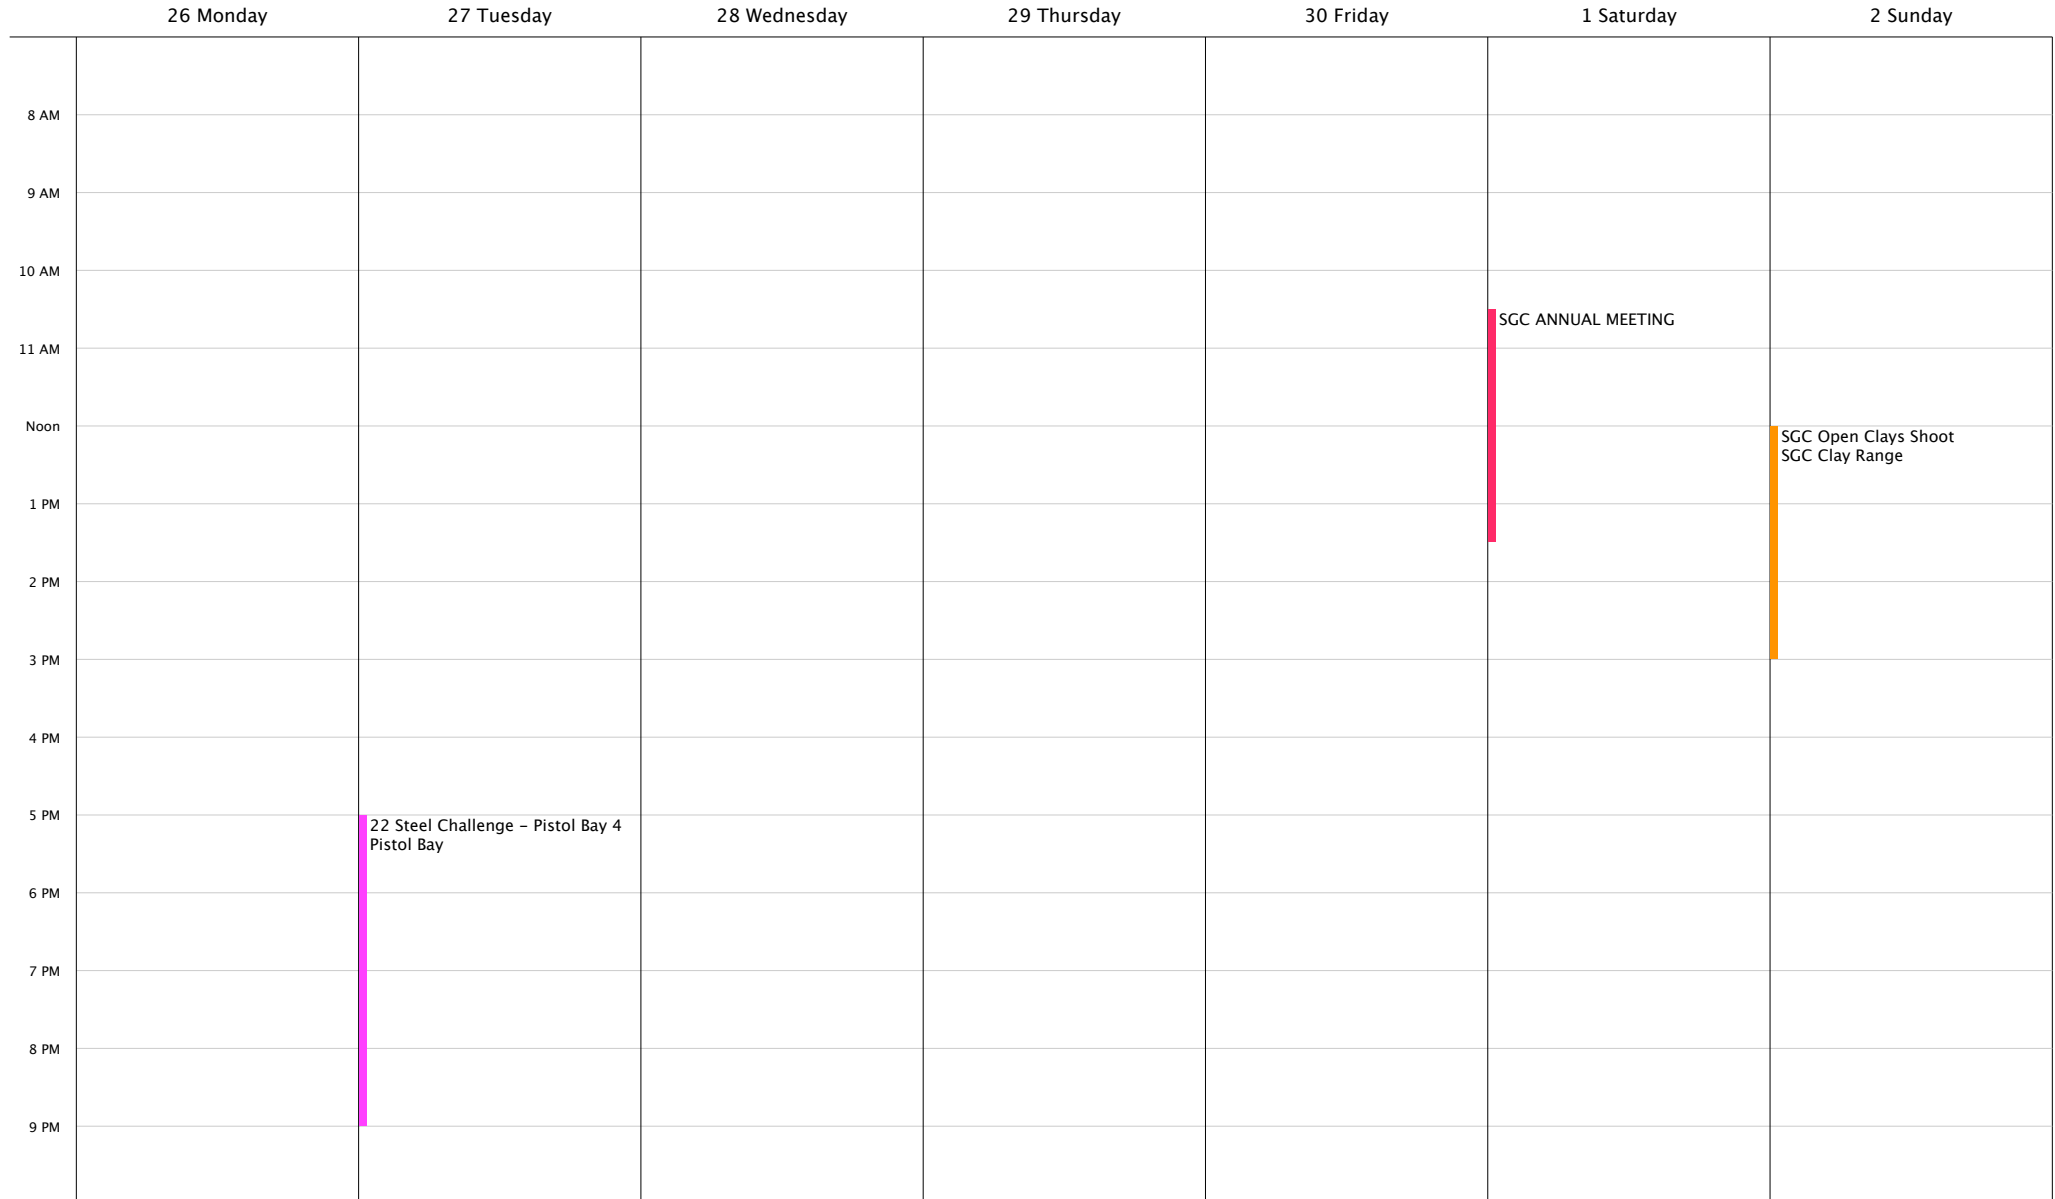 26 Monday
27 Tuesday
28 Wednesday
29 Thursday
30 Friday
1 Saturday
2 Sunday
8 AM
9 AM
10 AM
SGC ANNUAL MEETING
11 AM
Noon
SGC Open Clays Shoot
SGC Clay Range
1 PM
2 PM
3 PM
4 PM
5 PM
22 Steel Challenge - Pistol Bay 4
Pistol Bay
6 PM
7 PM
8 PM
9 PM